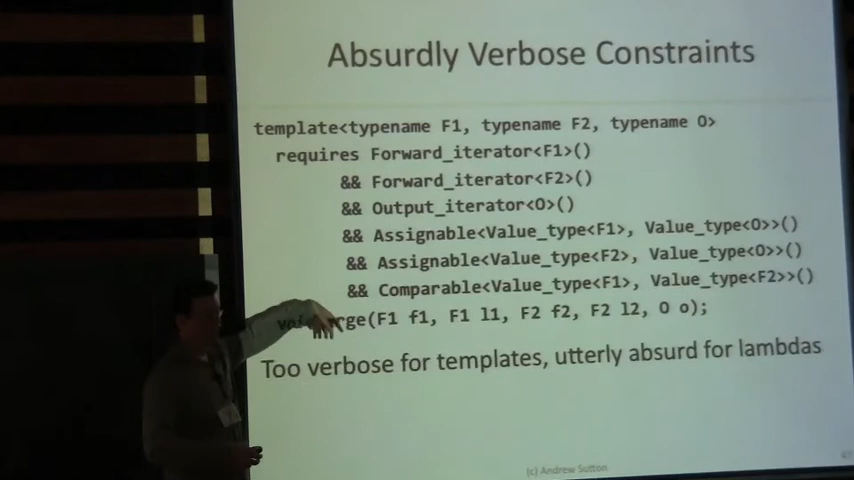 Absurdly Verbose Constraints
template<typename F1, typename F2, typename O>
requires Forward_iterator<F1>()
&& Forward_iterator<F2>()
&& Output_iterator<O>()
&& Assignable<Value_type<F1>, Value_type<O>>()
&& Assignable<Value_type<F2>, Value_type<O>>()
&& Comparable<Value_type<F1>, Value_type<F2>>()
rge(F1 f1, F1 l1, F2 f2, F2 l2, O o);
Too verbose for templates, utterly absurd for lambdas
(c) Andrew Sutton